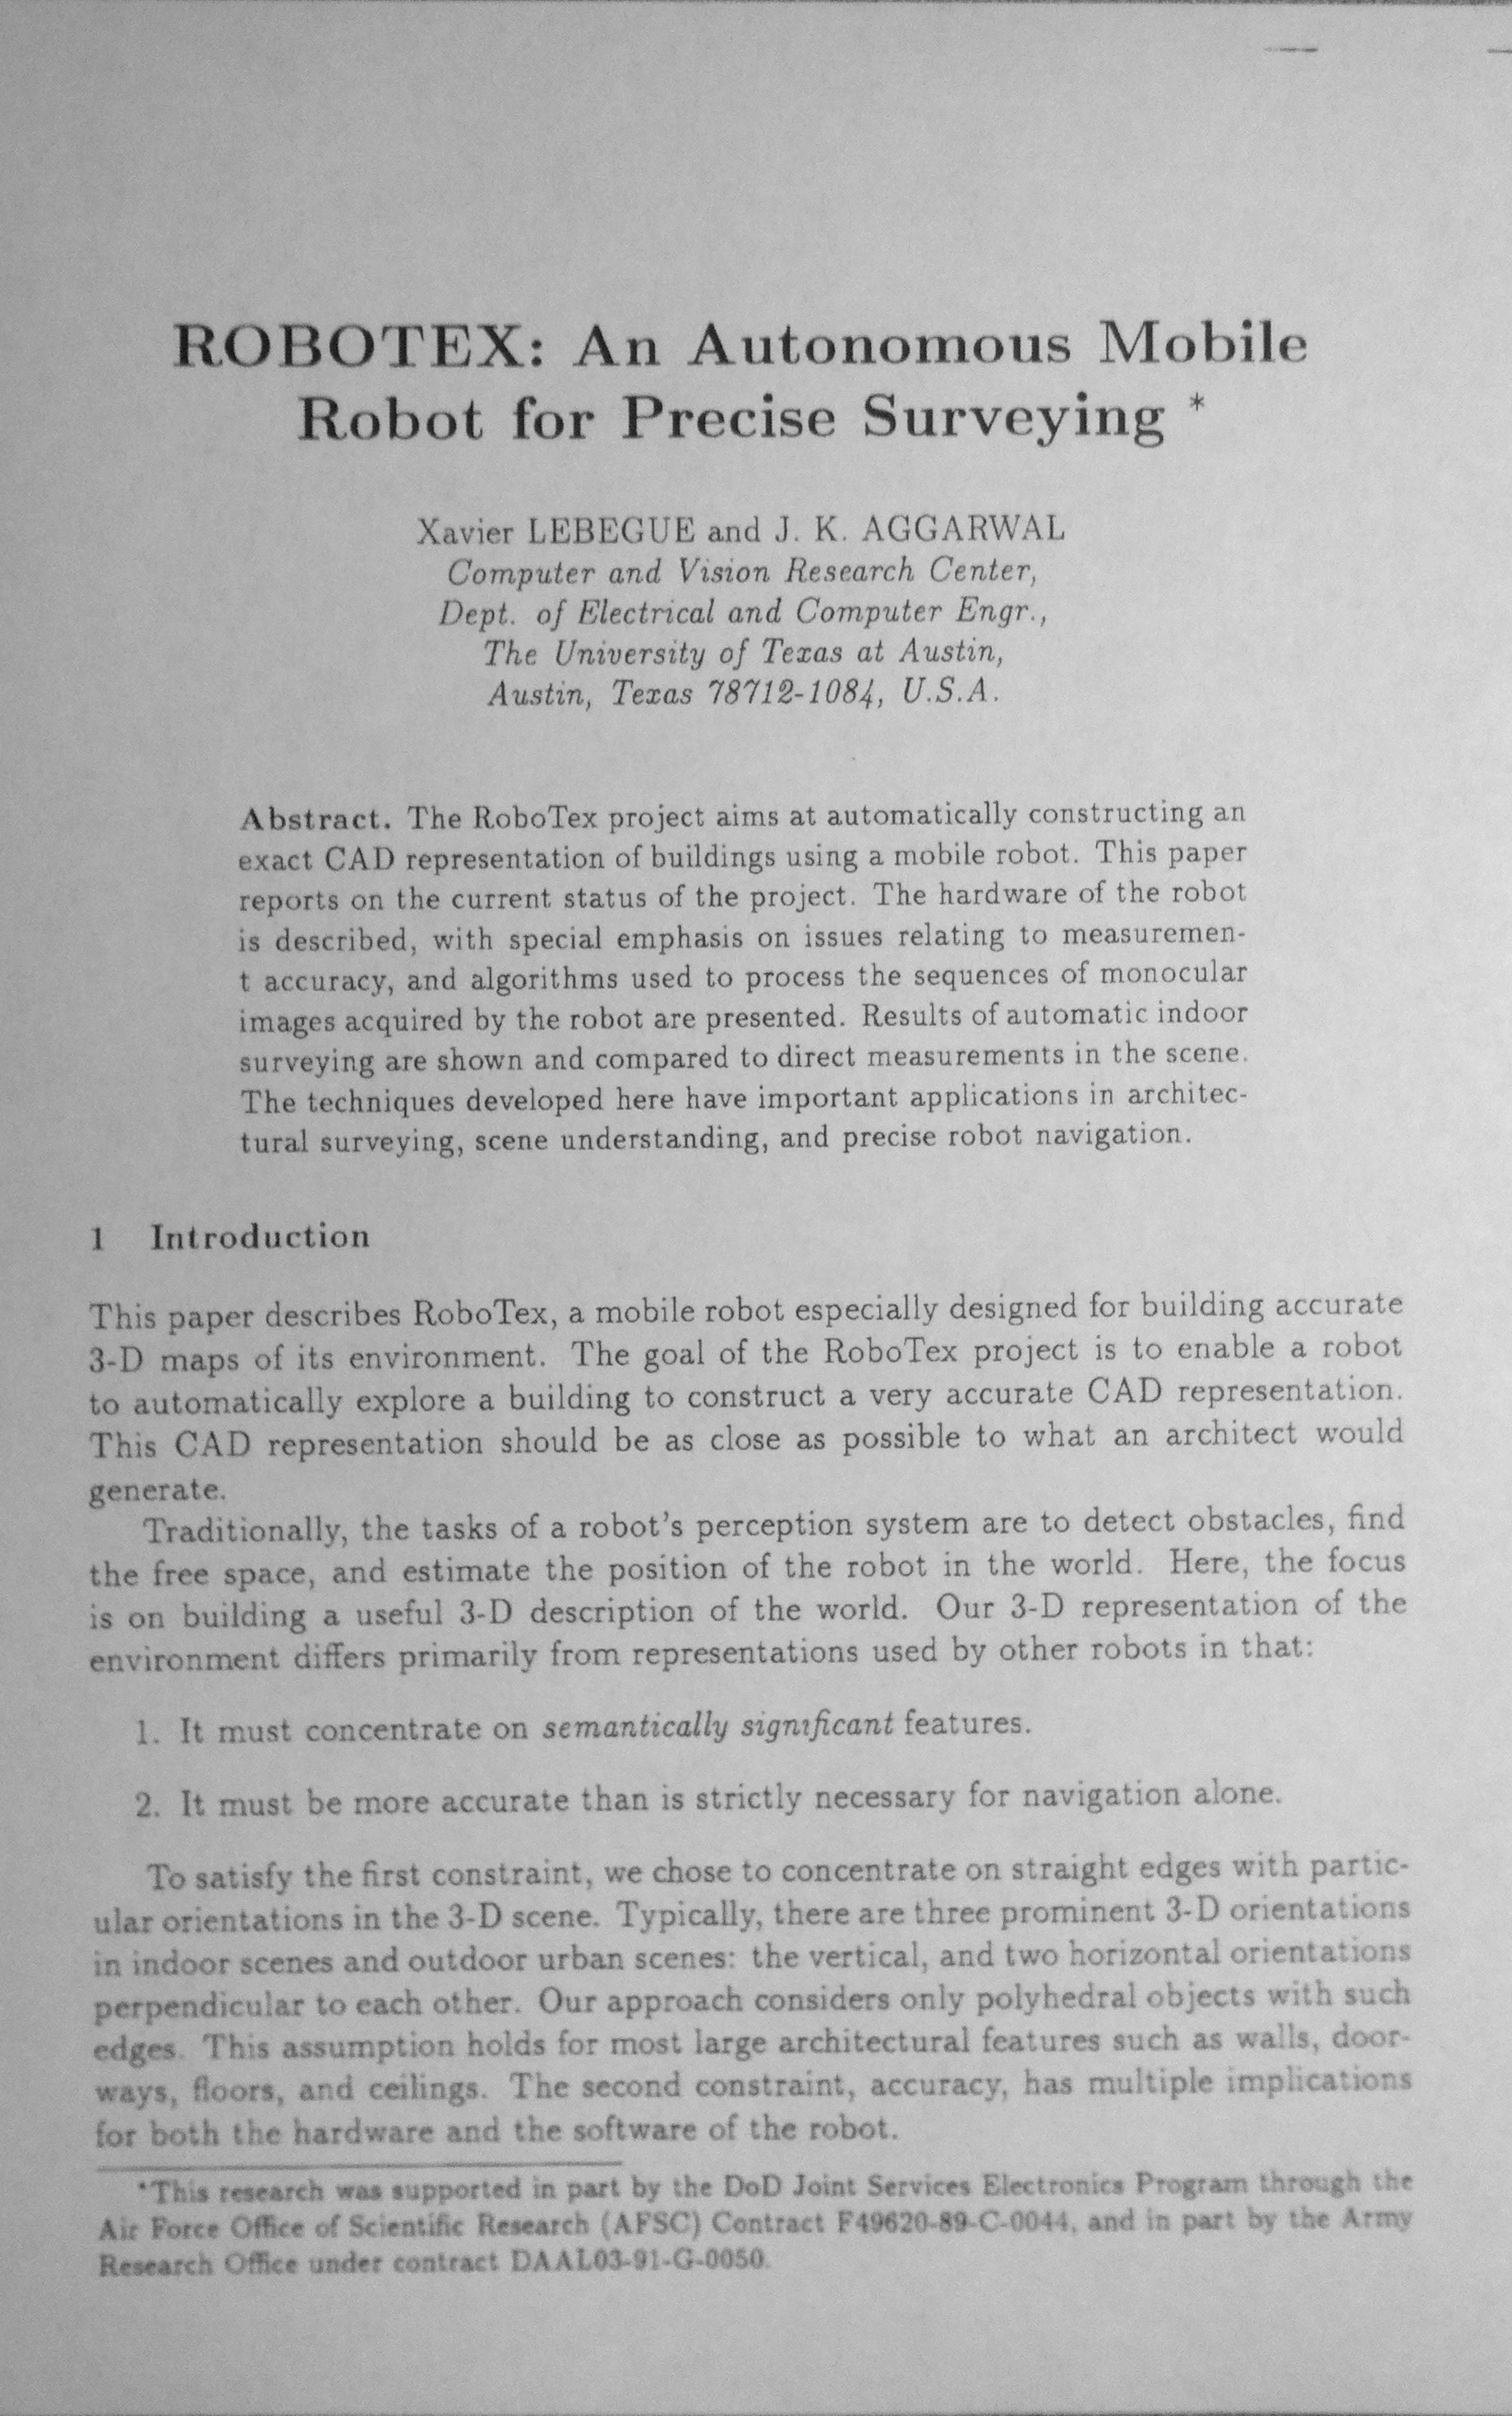 ROBOTEX: An Autonomous Mobile
Robot for Precise Surveying *
Xavier LEBEGUE and J. K. AGGARWAL
Computer and Vision Research Center,
Dept. of Electrical and Computer Engr.,
The University of Texas at Austin,
Austin, Texas 78712-1084, U.S.A.
Abstract. The RoboTex project aims at automatically constructing an
exact CAD representation of buildings using a mobile robot. This paper
reports on the current status of the project. The hardware of the robot
is described, with special emphasis on issues relating to measuremen-
t accuracy, and algorithms used to process the sequences of monocular
images acquired by the robot are presented. Results of automatic indoor
surveying are shown and compared to direct measurements in the scene.
The techniques developed here have important applications in architec-
tural surveying, scene understanding, and precise robot navigation.
1 Introduction
This paper describes RoboTex, a mobile robot especially designed for building accurate
3-D maps of its environment. The goal of the RoboTex project is to enable a robot
to automatically explore a building to construct a very accurate CAD representation.
This CAD representation should be as close as possible to what an architect would
generate.
Traditionally, the tasks of a robot's perception system are to detect obstacles, find
the free space, and estimate the position of the robot in the world. Here, the focus
is on building a useful 3-D description of the world. Our 3-D representation of the
environment differs primarily from representations used by other robots in that:
1. It must concentrate on semantically significant features.
2. It must be more accurate than is strictly necessary for navigation alone.
To satisfy the first constraint, we chose to concentrate on straight edges with partic-
ular orientations in the 3-D scene. Typically, there are three prominent 3-D orientations
in indoor scenes and outdoor urban scenes: the vertical, and two horizontal orientations
perpendicular to each other. Our approach considers only polyhedral objects with such
edges. This assumption holds for most large architectural features such as walls, door-
ways, floors, and ceilings. The second constraint, accuracy, has multiple implications
for both the hardware and the software of the robot.
*This research was supported in part by the DoD Joint Services Electronics Program through the
Air Force Office of Scientific Research (AFSC) Contract F49620-89-C-0044, and in part by the Army
Research Office under contract DAAL03-91-G-0050.